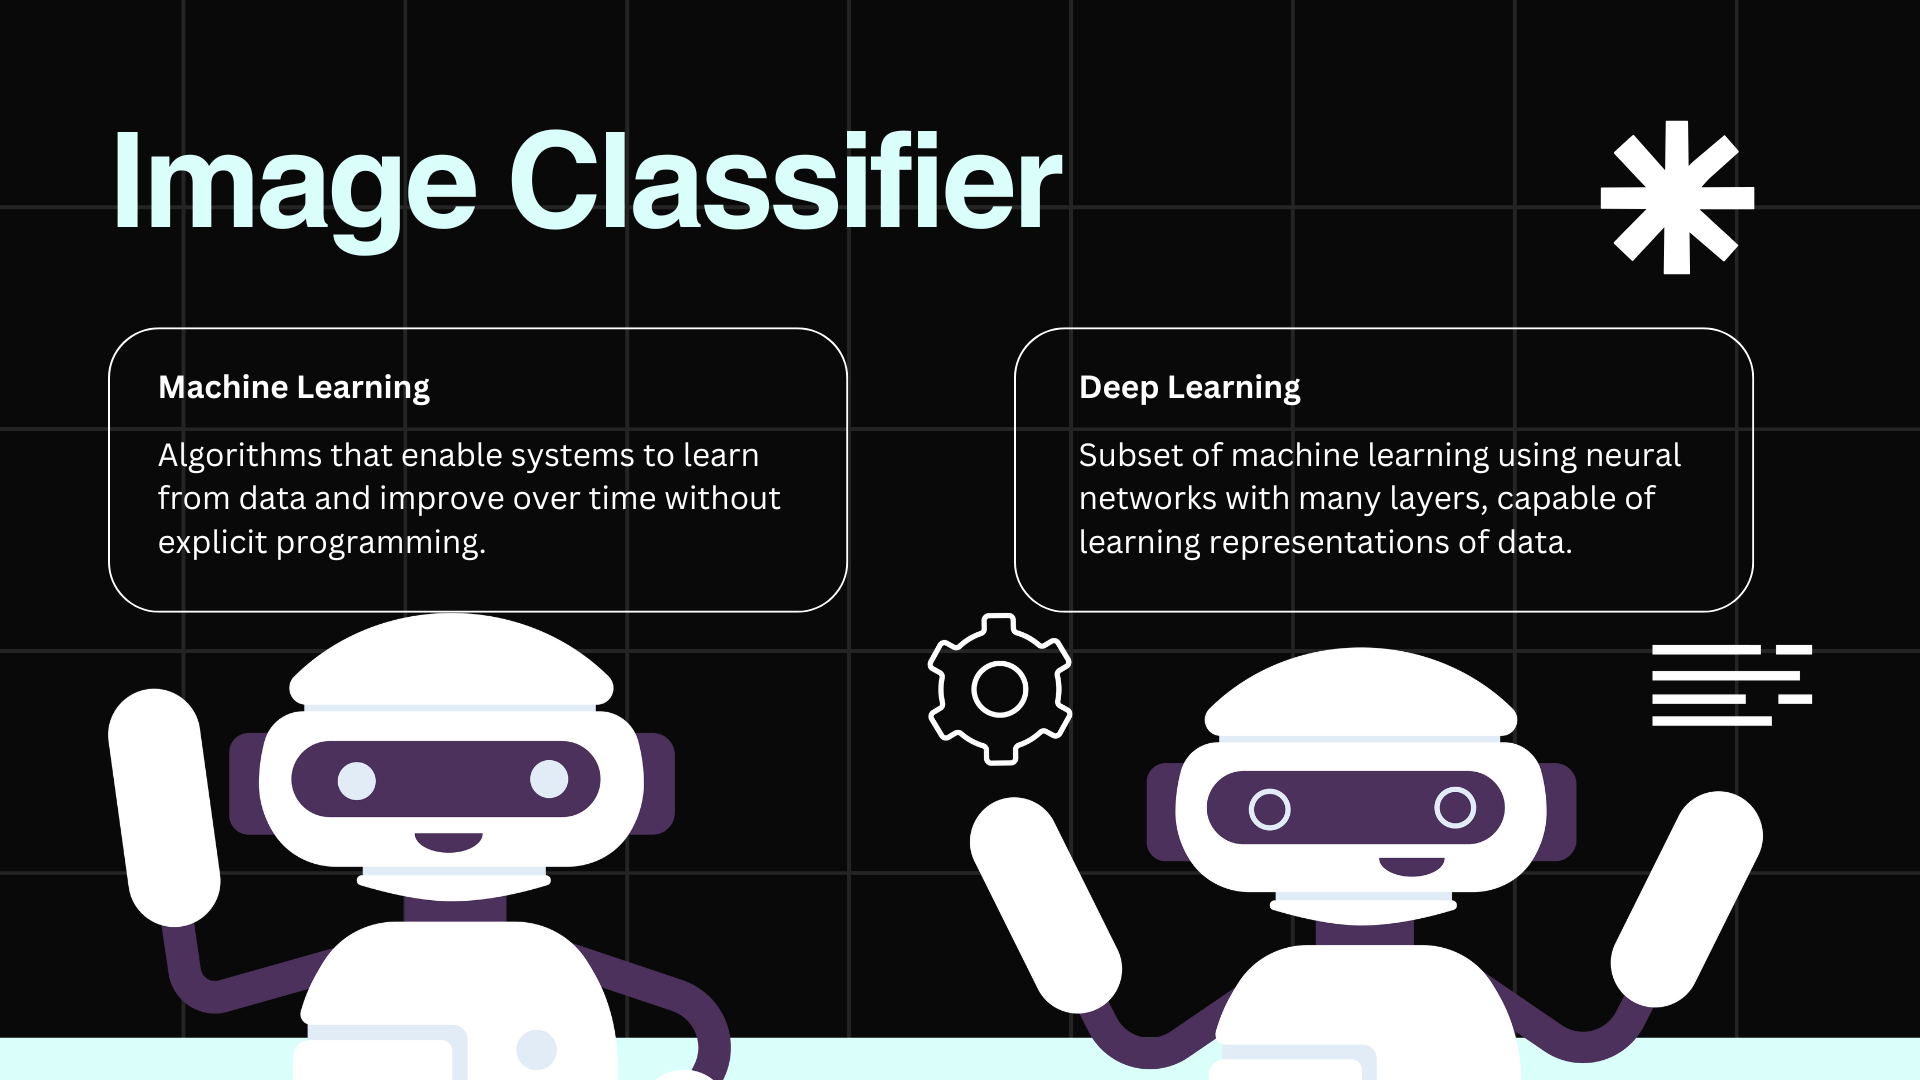 Image Classifier
Machine Learning
Algorithms that enable systems to learn
from data and improve over time without
explicit programming.
Deep Learning
Subset of machine learning using neural
networks with many layers, capable of
learning representations of data.